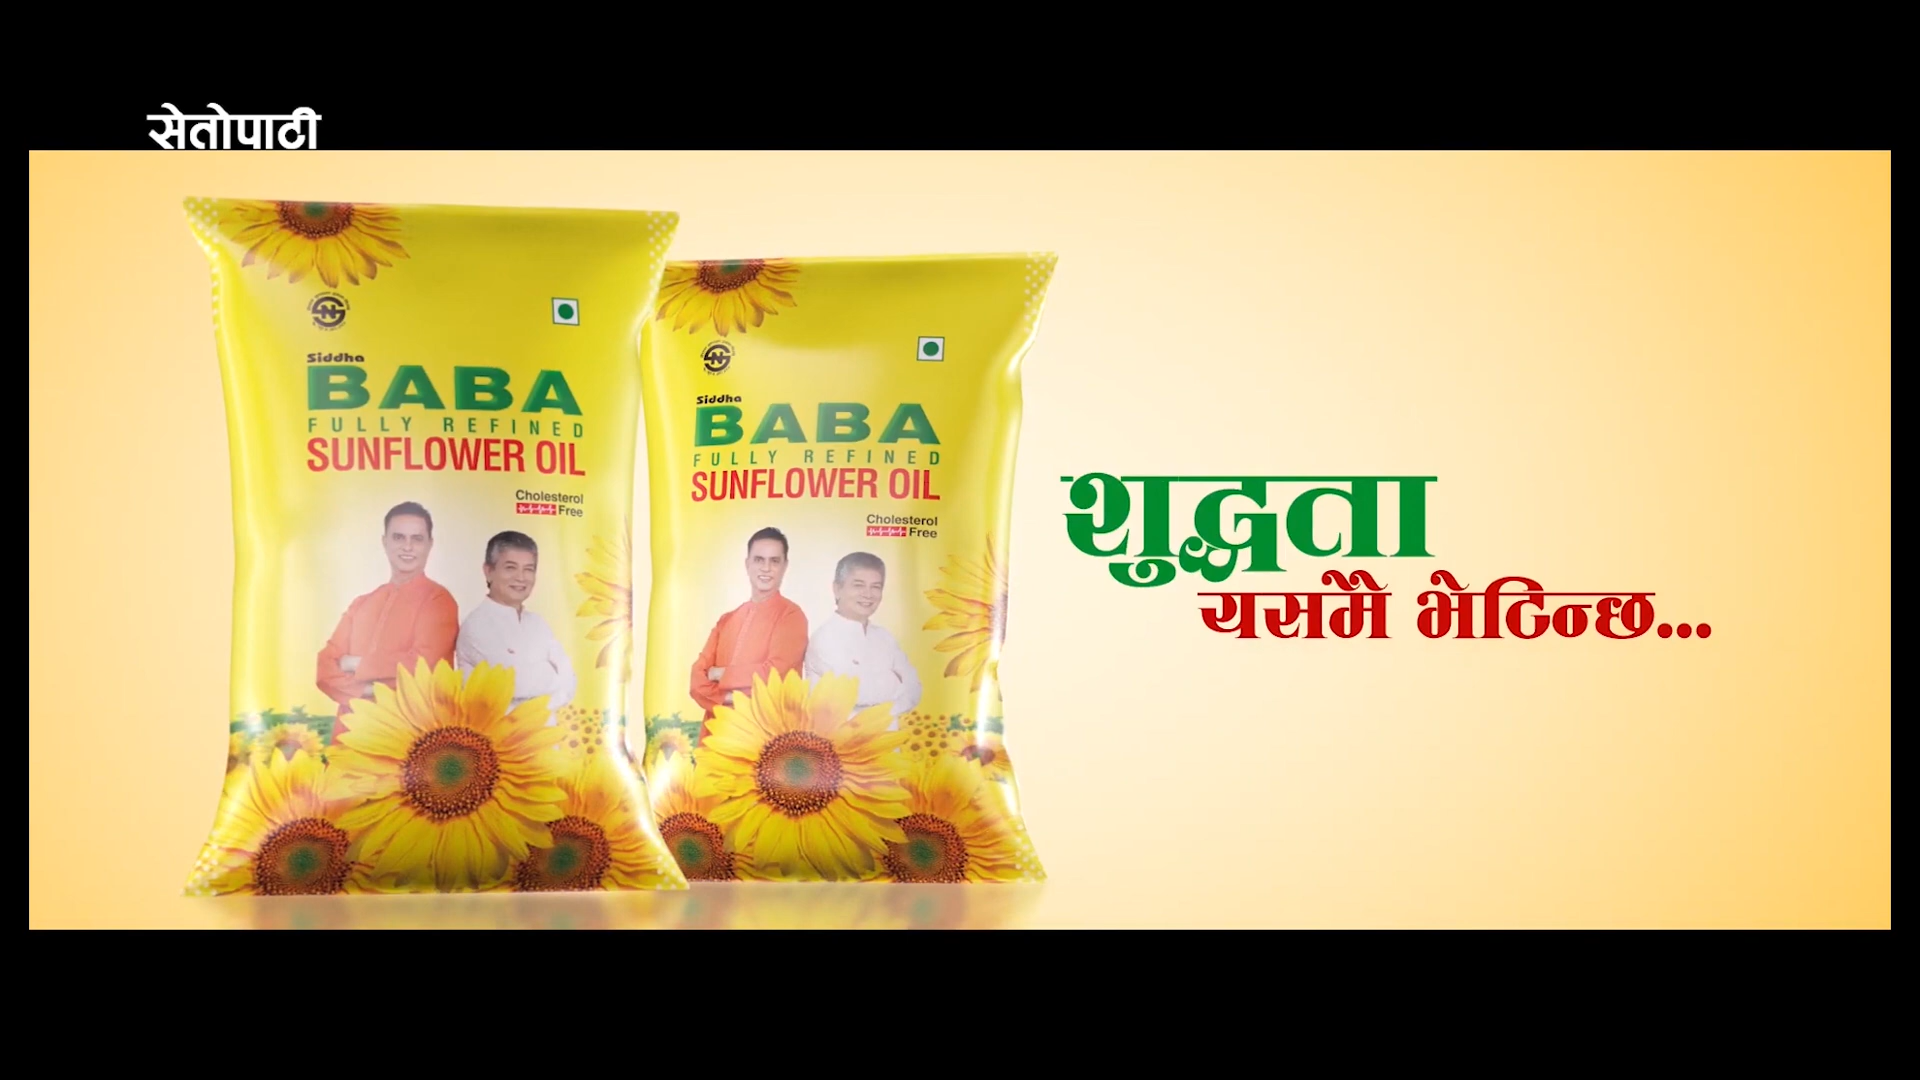 सेतोपाटी
Siddha
BABA
FULLY REFINED
SUNFLOWER OIL
Cholesterol
Free
Siddha
BABA
FULLY REFINED
SUNFLOWER OIL
Cholesterol
Free
शुद्धता
यसमै भेटिन्छ...